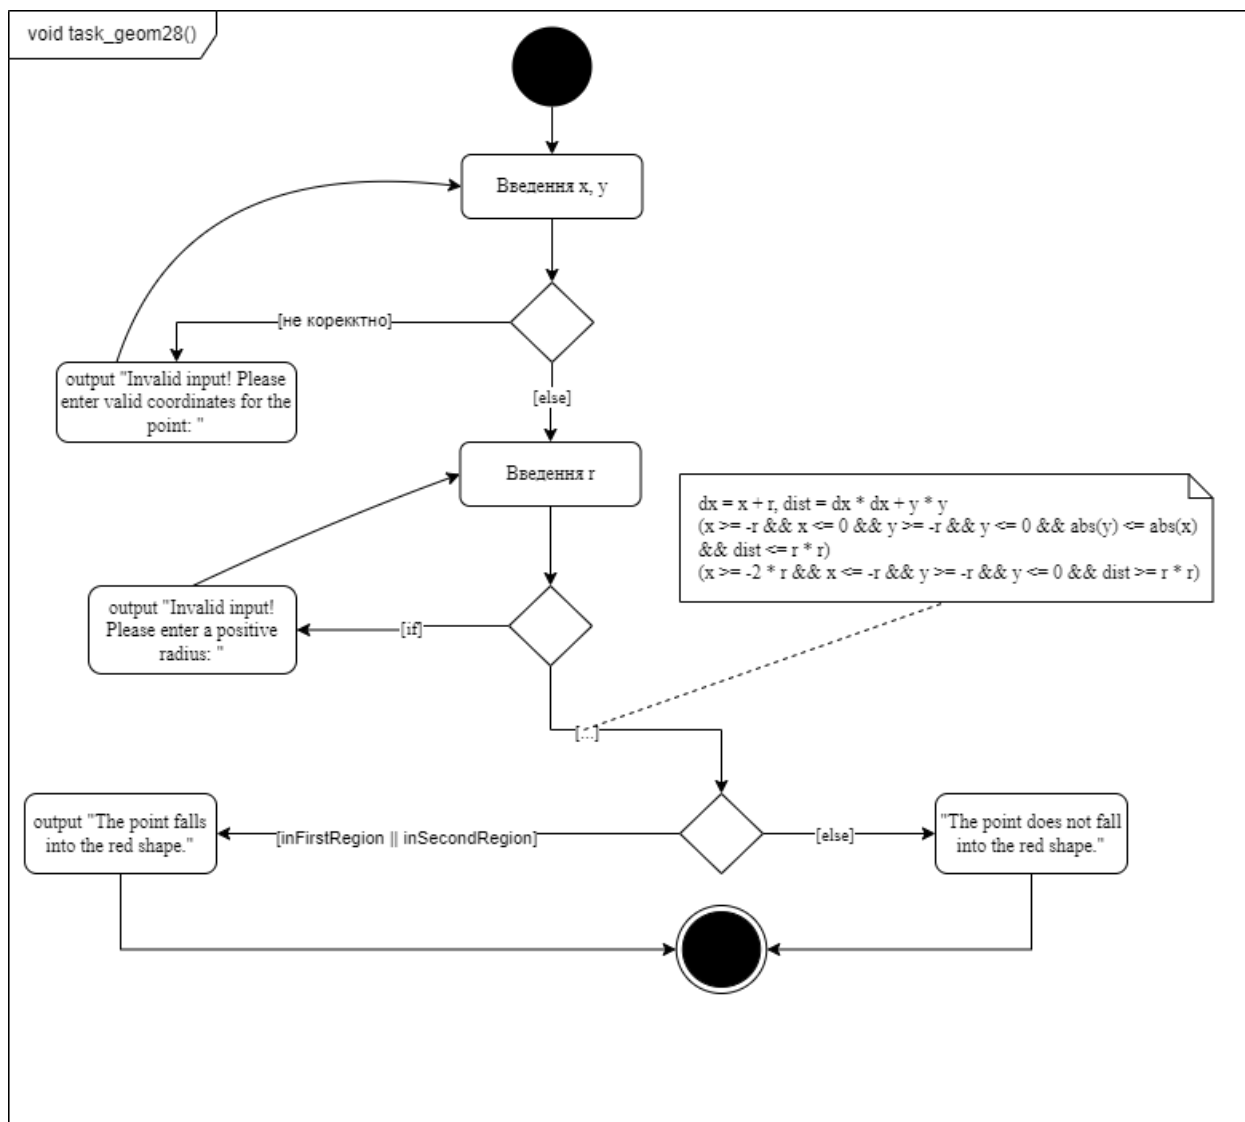 void task_geom28()
Введення x, y
[не корекктно]
output "Invalid input! Please
enter valid coordinates for the
point: "
[else]
Введення r
dx = x + r, dist = dx * dx + y * y
(x >= -r && x <= 0 && y >= -r && y <= 0 && abs(y) <= abs(x)
&& dist <= r * r)
(x >= -2 * r && x <= -r && y >= -r && y <= 0 && dist >= r * r)
output "Invalid input!
Please enter a positive
radius: "
[if]
[...]
output "The point falls
into the red shape."
[inFirstRegion || inSecondRegion]
[else]
"The point does not fall
into the red shape."